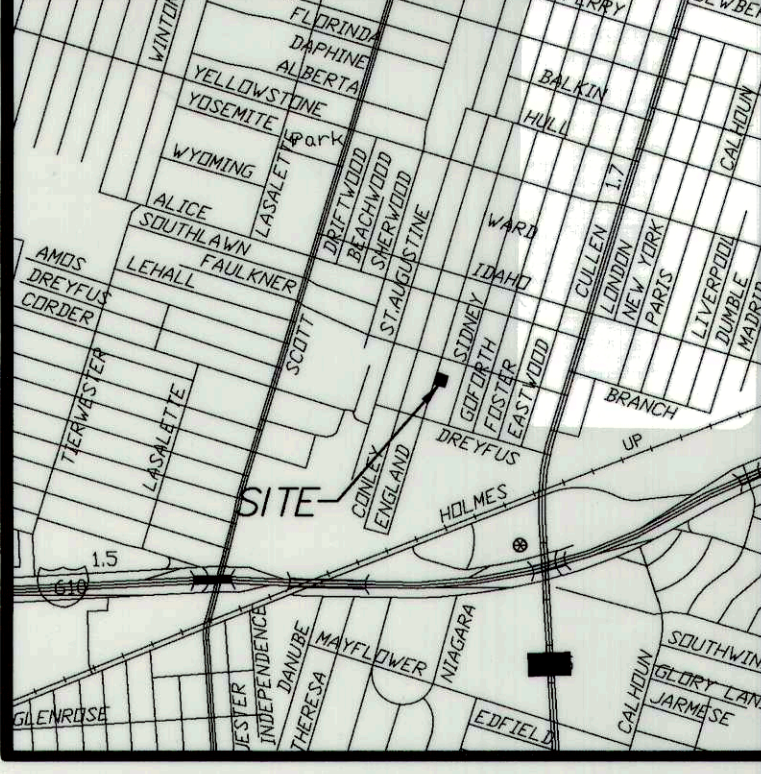 FLORINDA
DAPHINE
ALBERTA
YELLOWSTONE
YOSEMITE
Park
WYOMING
LASALETT
ALICE
SOUTHLAWN
FAULKNER
LEHALL
AMOS
DREYFUS
CORDER
DRIFTWOOD
BEACHWOOD
SHERWOOD
ST.AUGUSTINE
BALKIN
HULL
CALHOUN
1.7
WARD
IDAHO
CULLEN
LONDON
NEW YORK
PARIS
LIVERPOOL
DUMBLE
MADRI
SCOTT
SIDNEY
GOFORTH
FOSTER
EASTWOOD
BRANCH
DREYFUS
TIERWESTER
LASALETTE
SITE
CONLEY
ENGLAND
HOLMES
UP
1.5
610
INDEPENDENCE
DANUBE
THERESA
MAYFLOWER
NIAGARA
SOUTHWIN
GLORY LAN
JARMESE
CALHOUN
GLENROSE
EDFIELD